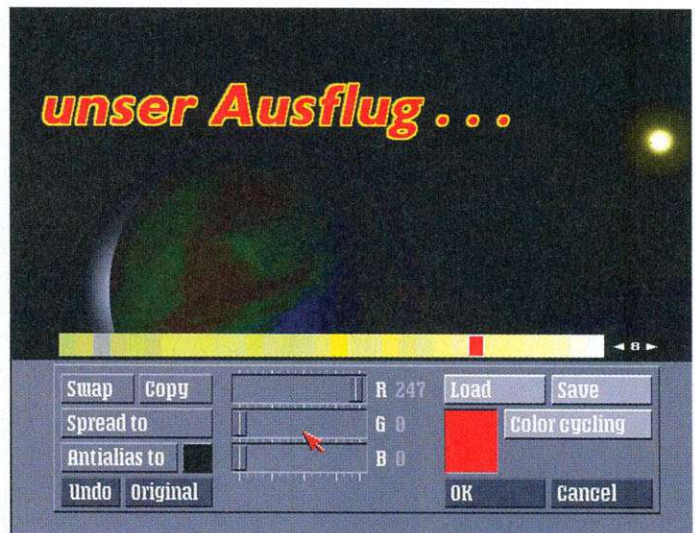 unser Ausflug . . .
◄ 8 ►
Swap Copy R 247 Load Save
Spread to G 0 Color cycling
Antialias to B 0
Undo Original OK Cancel